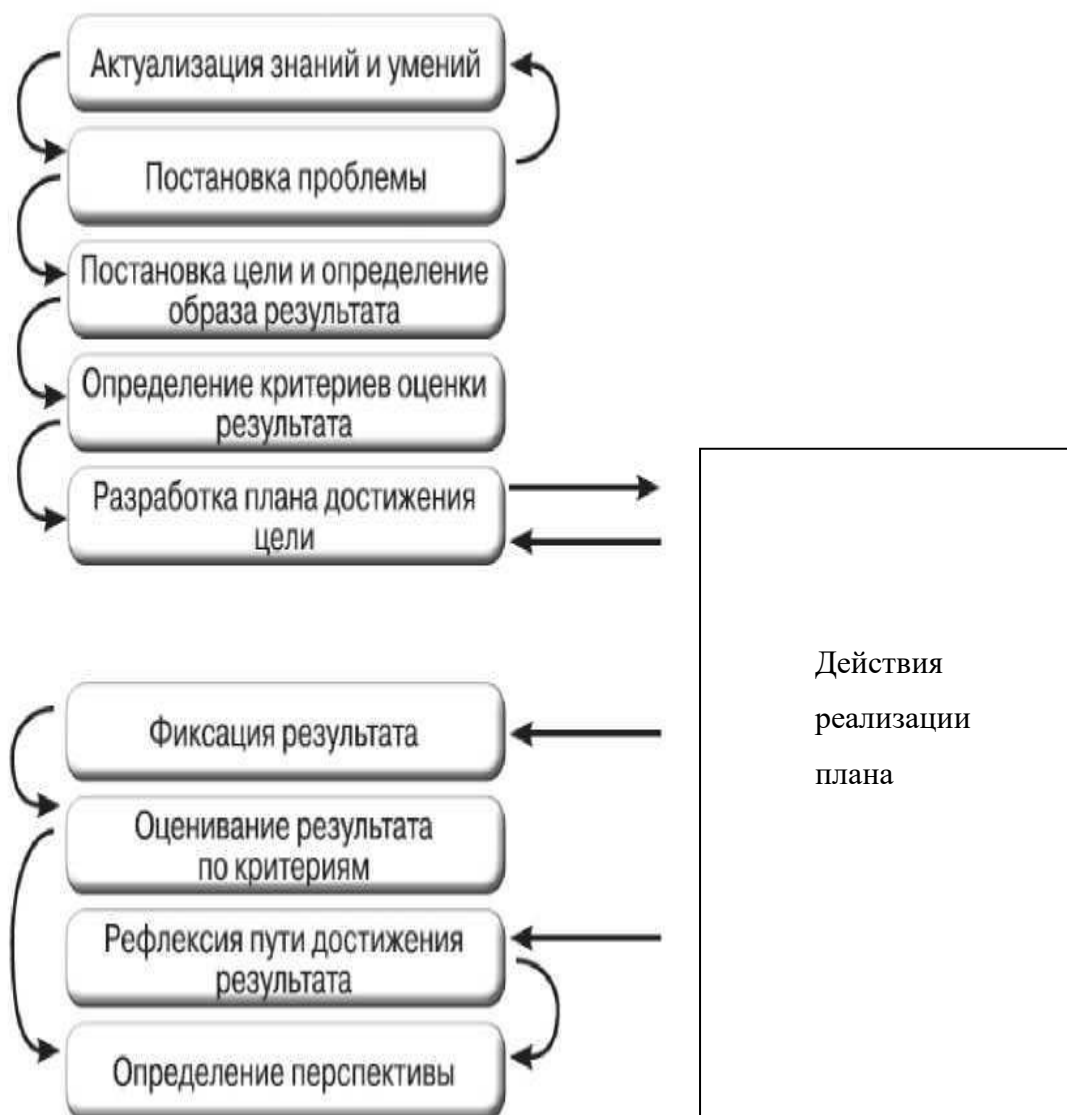 Актуализация знаний и умений
Постановка проблемы
Постановка цели и определение
образа результата
Определение критериев оценки
результата
Разработка плана достижения
цели
Действия
реализации
плана
Фиксация результата
Оценивание результата
по критериям
Рефлексия пути достижения
результата
Определение перспективы